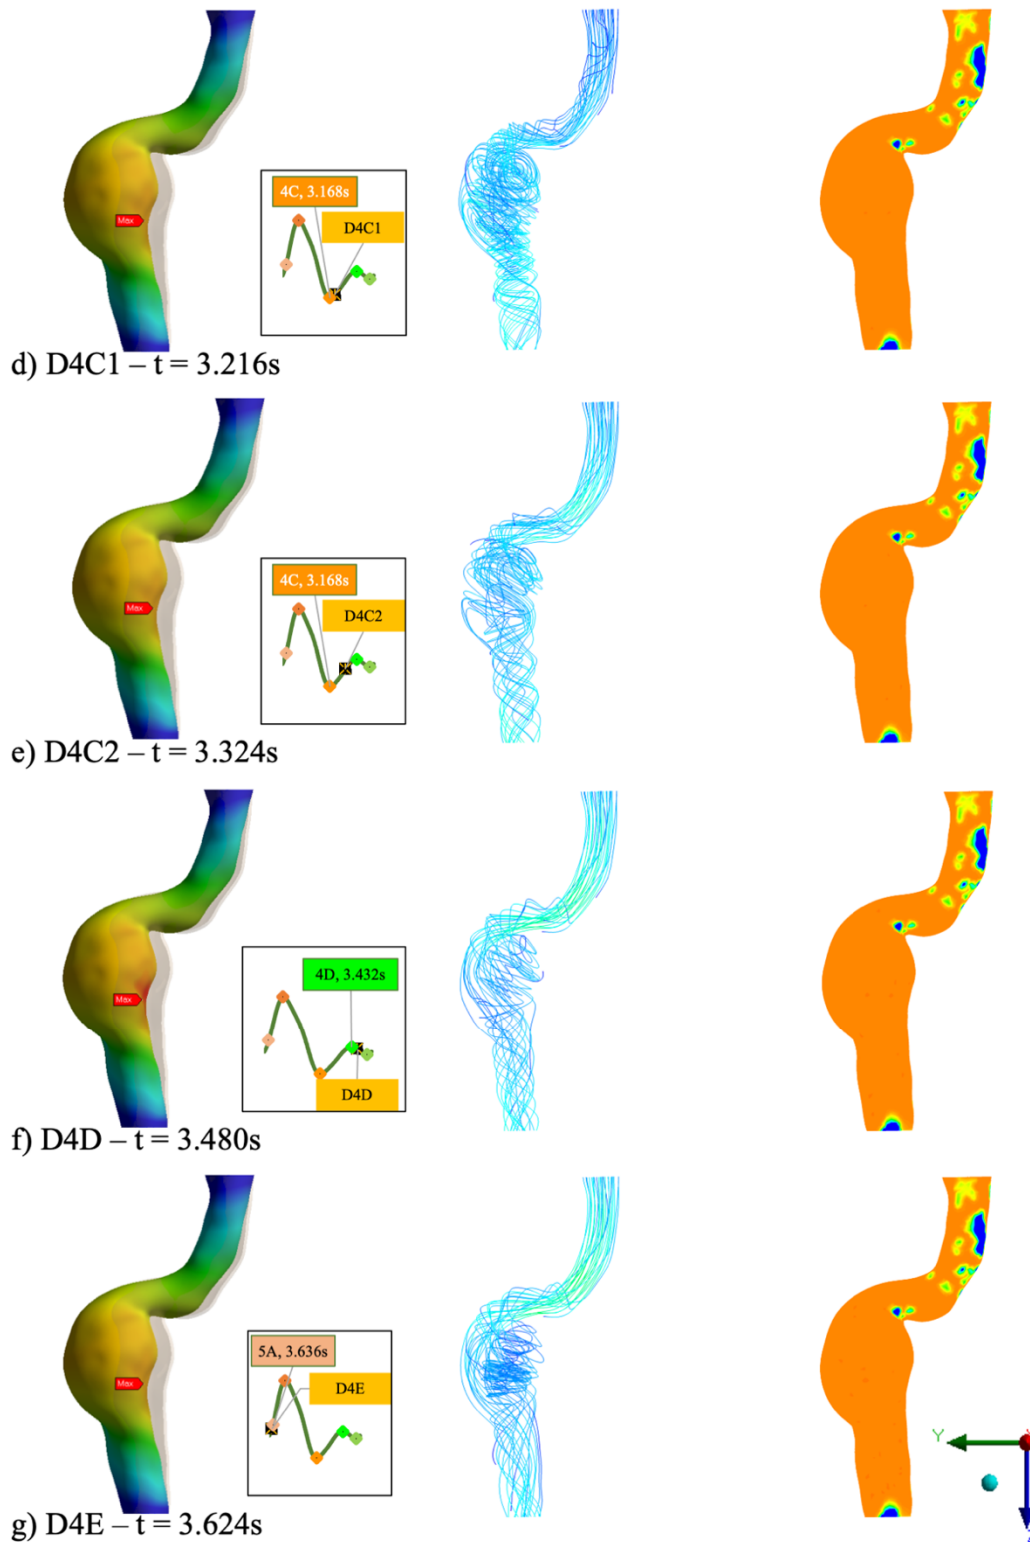 4C, 3.168s
D4C1
Max
d) D4C1 – t = 3.216s
4C, 3.168s
D4C2
Max
e) D4C2 – t = 3.324s
4D, 3.432s
Max
D4D
f) D4D – t = 3.480s
5A, 3.636s
D4E
Max
Y
g) D4E – t = 3.624s